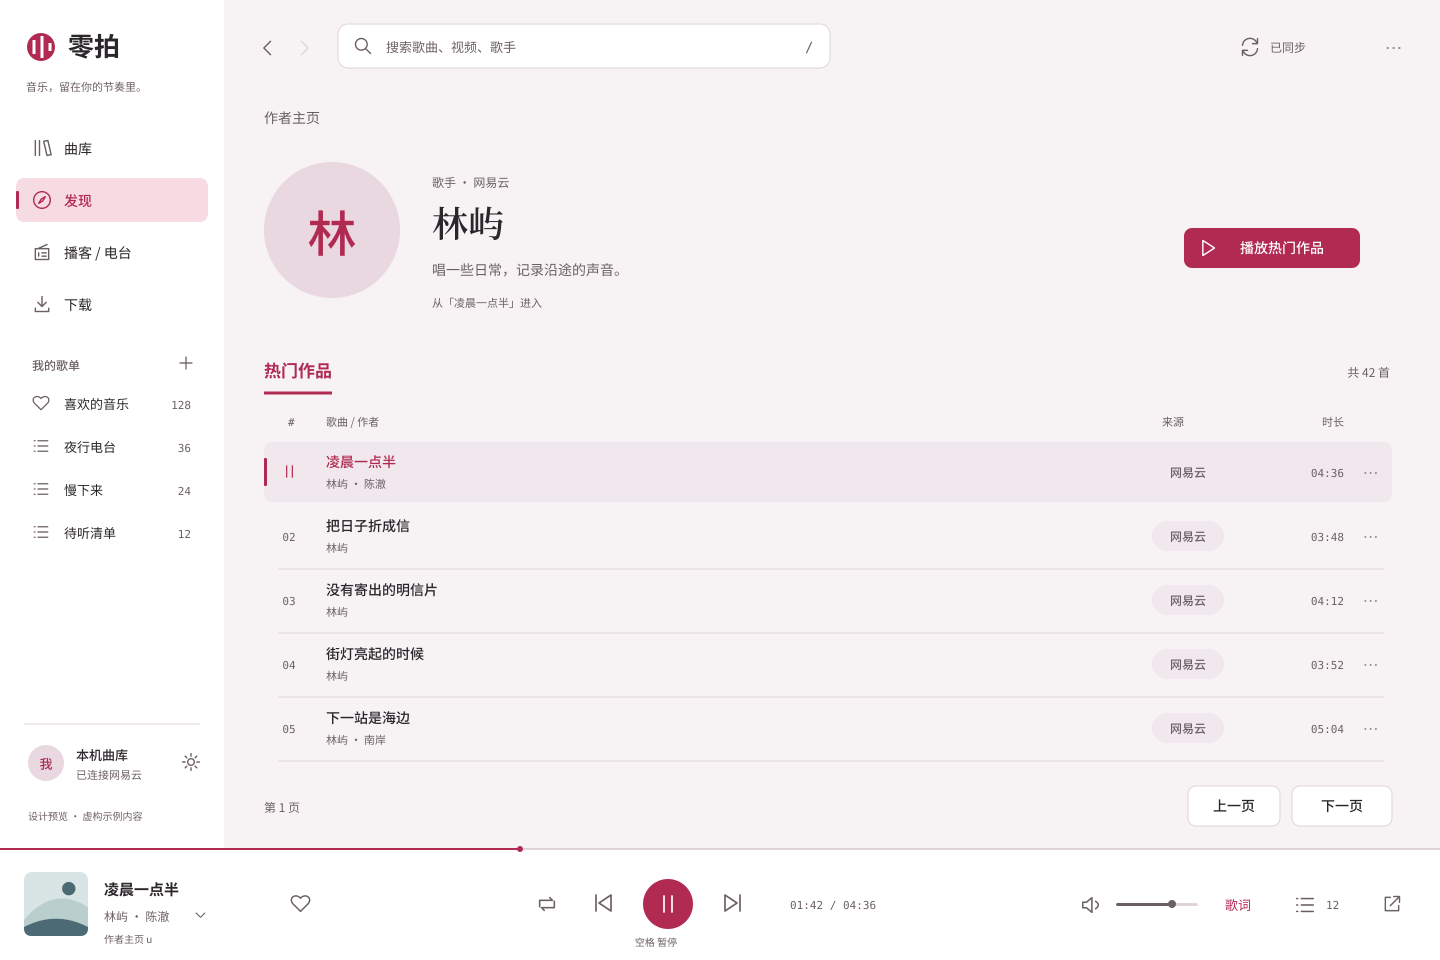 零拍
音乐，留在你的节奏里。
曲库
发现
播客 / 电台
下载
我的歌单
喜欢的音乐 128
夜行电台 36
慢下来 24
待听清单 12
我 本机曲库
已连接网易云
设计预览 · 虚构示例内容
搜索歌曲、视频、歌手 /
已同步 ···
作者主页
林
歌手 · 网易云
林屿
唱一些日常，记录沿途的声音。
从「凌晨一点半」进入
播放热门作品
热门作品 共 42 首
# 歌曲 / 作者 来源 时长
凌晨一点半 网易云 04:36 ···
林屿 · 陈澈
02 把日子折成信 网易云 03:48 ···
林屿
03 没有寄出的明信片 网易云 04:12 ···
林屿
04 街灯亮起的时候 网易云 03:52 ···
林屿
05 下一站是海边 网易云 05:04 ···
林屿 · 南岸
第 1 页 上一页 下一页
凌晨一点半
林屿 · 陈澈
作者主页 u
空格 暂停
01:42 / 04:36
歌词
12